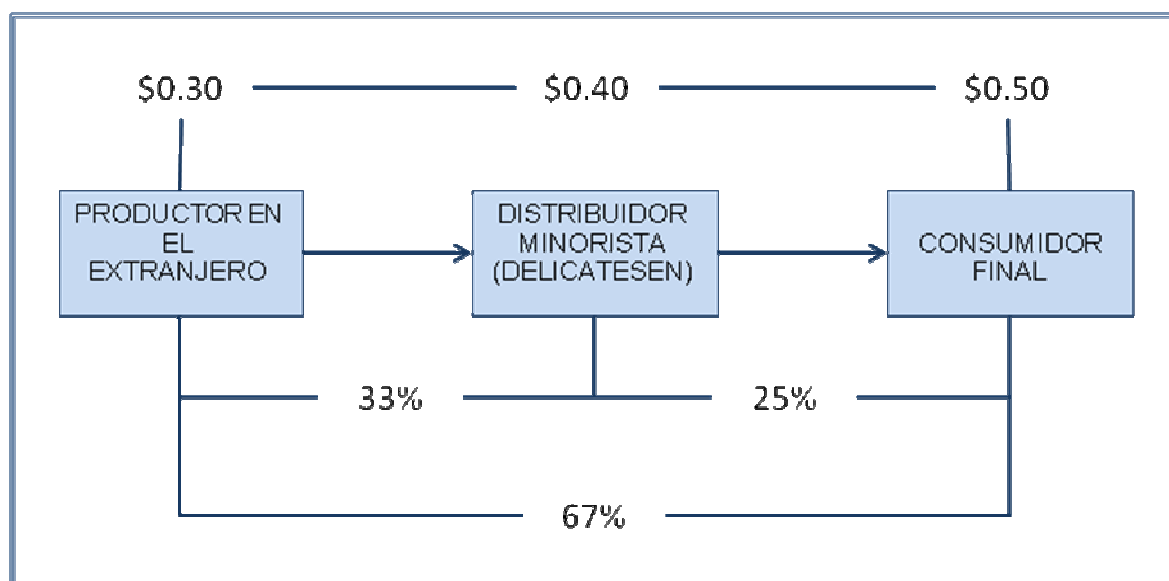 $0.30
$0.40
$0.50
PRODUCTOR EN
EL
EXTRANJERO
DISTRIBUIDOR
MINORISTA
(DELICATESEN)
CONSUMIDOR
FINAL
33%
25%
67%